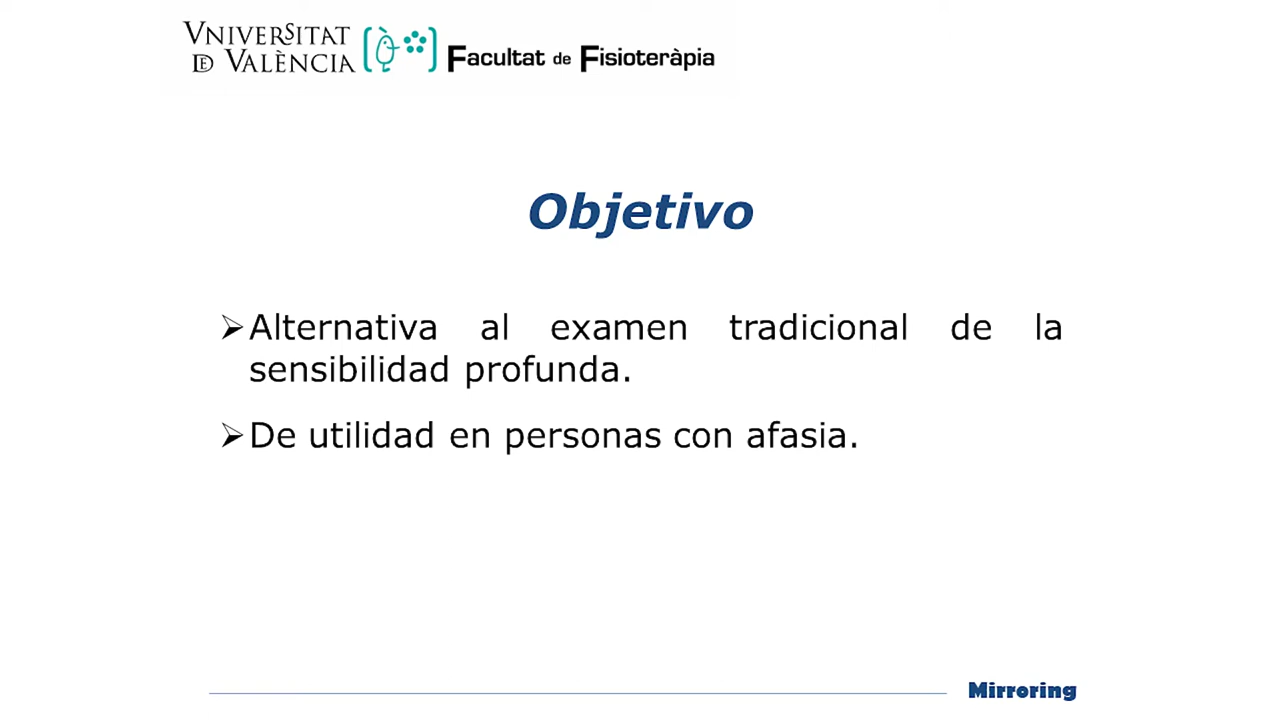 VNIVERSITAT
DE VALÈNCIA
Facultat de Fisioteràpia
Objetivo
➢Alternativa al examen tradicional de la
sensibilidad profunda.
➢De utilidad en personas con afasia.
Mirroring